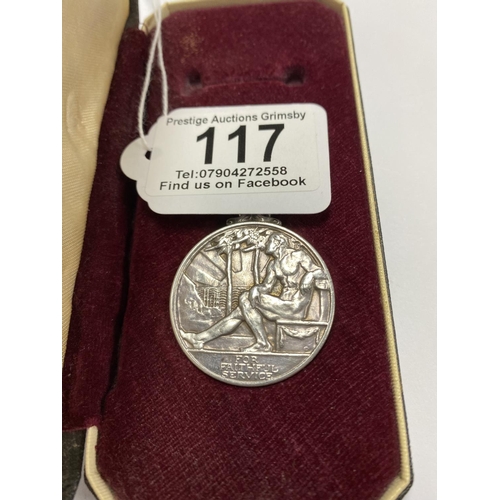 Prestige Auctions Grimsby
117
Tel:07904272558
Find us on Facebook
FOR
FAITHFUL
SERVICE